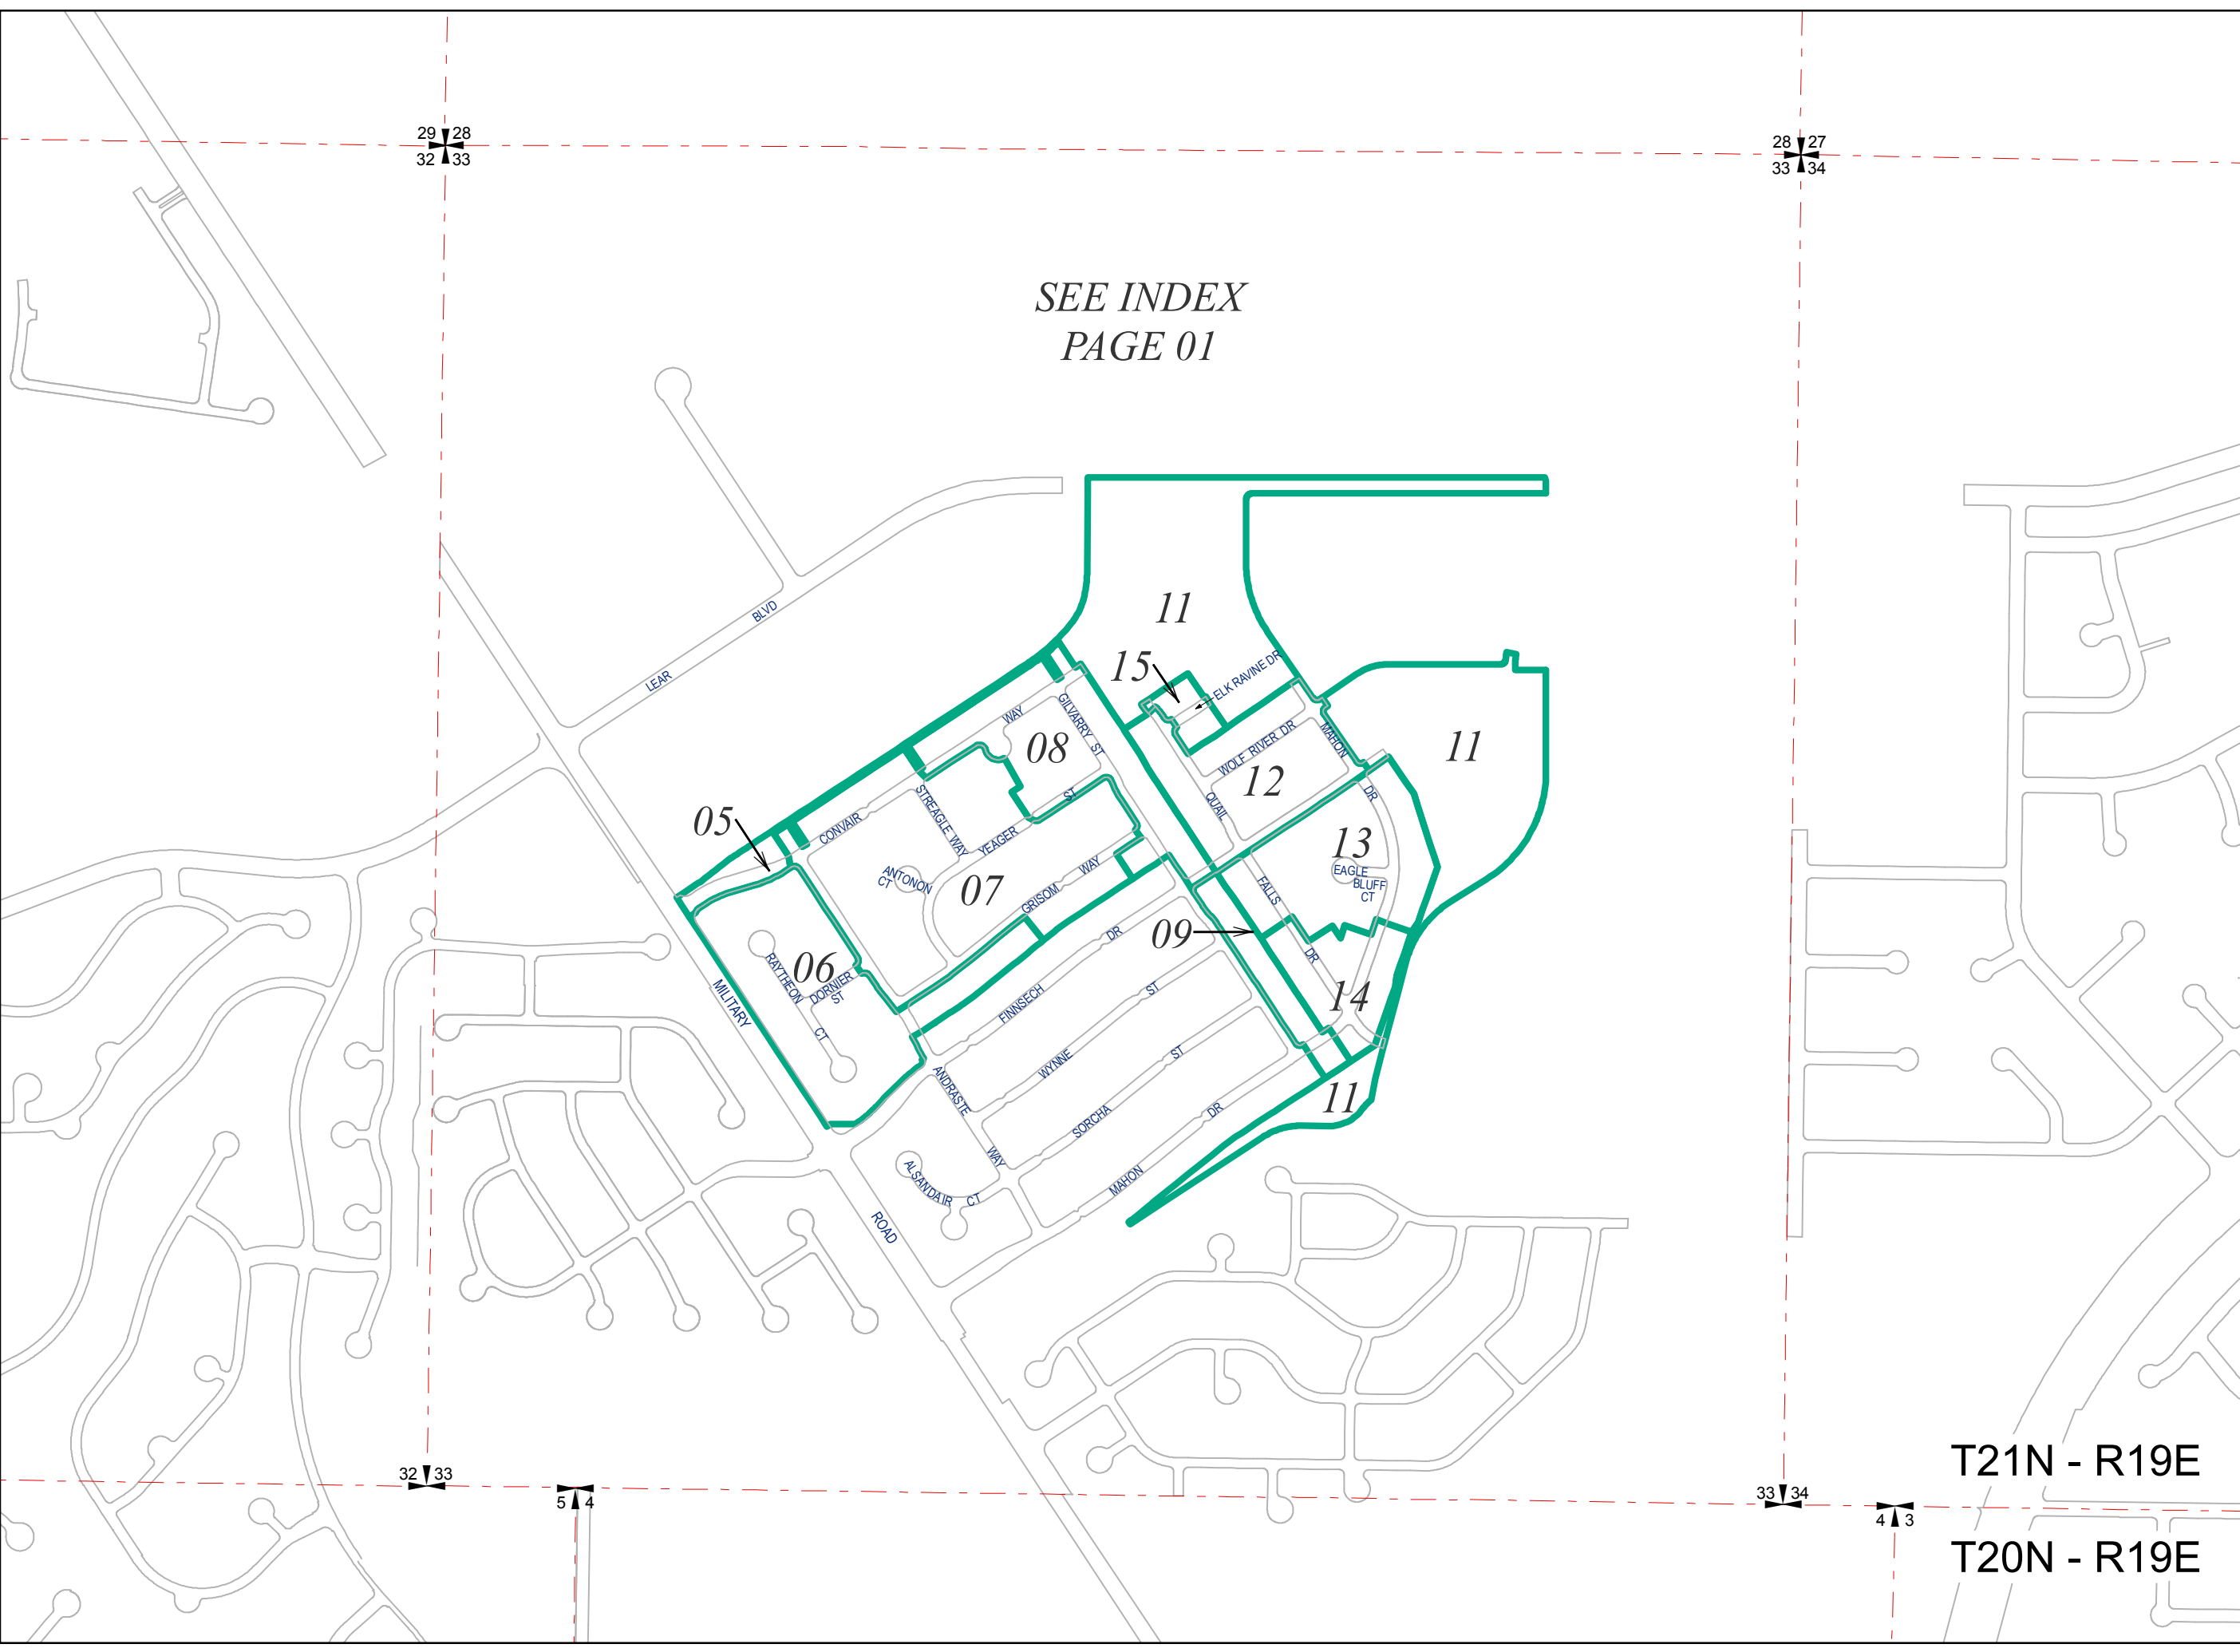 29 28
32 33
28 27
33 34
SEE INDEX
PAGE 01
BLVD
LEAR
11
15
ELK RAVINE DR
WAY
GILVARRY ST
08
MAHON
WOLF RIVER DR
11
12
QUAIL
DR
05
CONVAIR
STREAGLE WAY
YEAGER
ST
13
EAGLE
BLUFF
CT
ANTONON
CT
07
GRISOM
WAY
FALLS
09
DR
DR
06
RAYTHEON
DORNIER
ST
CT
MILITARY
FINNSECH
ST
14
WYNNE
ST
ANDRASTE
11
SORCHA
DR
WAY
ALSANDAIR
CT
MAHON
ROAD
32 33
5 4
33 34
4 3
T21N - R19E
T20N - R19E